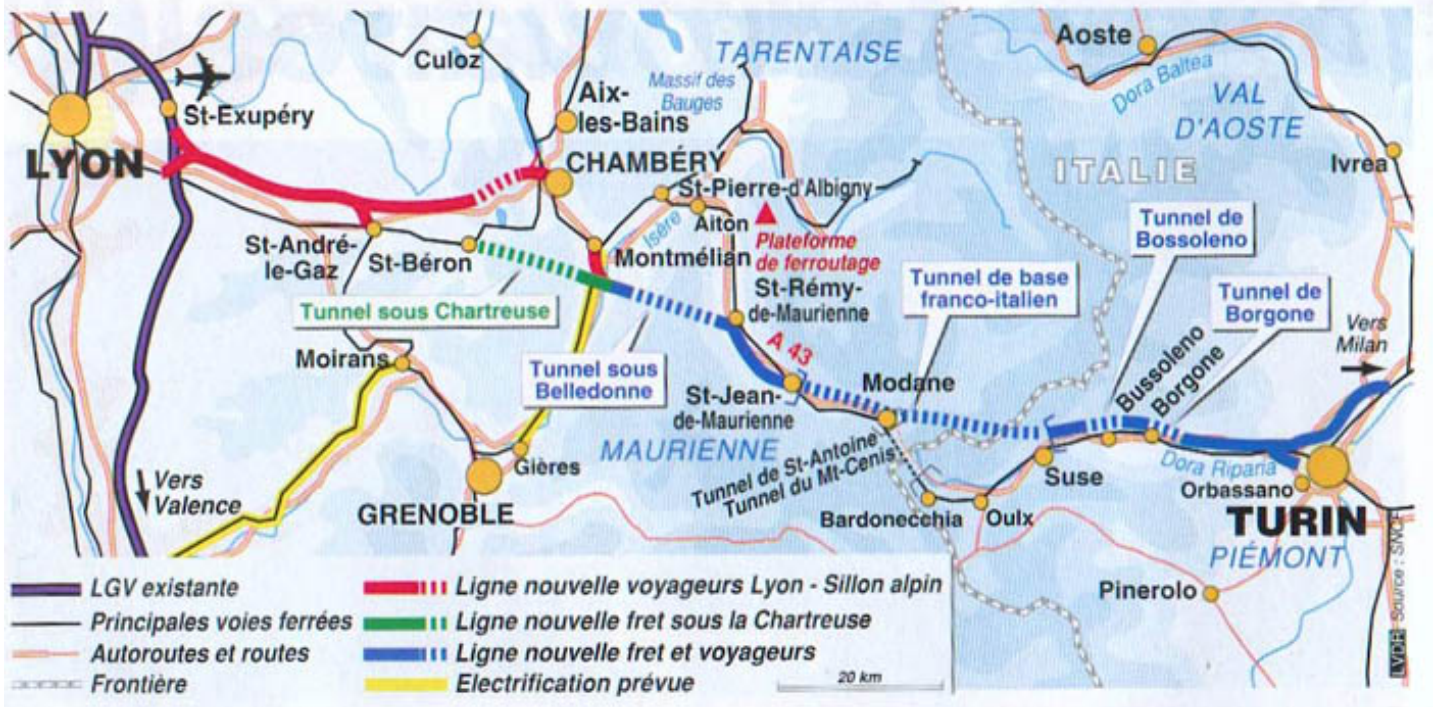 Aoste
Culoz
TARENTAISE
Massif des
Bauges
Dora Baltea
VAL
D'AOSTE
St-Exupéry
Aix-
les-Bains
LYON
CHAMBÉRY
ITALIE
Ivrea
St-Pierre-d'Albigny
Aiton
Isère
Plateforme
de ferroutage
Tunnel de
Bossoleno
St-André-
le-Gaz
St-Béron
Montmélian
St-Rémy-
de-Maurienne
Tunnel de base
franco-italien
Tunnel de
Borgone
Tunnel sous Chartreuse
Vers
Milan
Moirans
A 43
Tunnel sous
Belledonne
St-Jean-
de-Maurienne
Modane
Bussoleno
Borgone
MAURIENNE
Gières
Tunnel de St-Antoine
Tunnel du Mt-Cenis
Suse
Dora Riparia
Orbassano
Vers
Valence
GRENOBLE
Bardonecchia
Oulx
TURIN
PIÉMONT
Pinerolo
LGV existante
Principales voies ferrées
Autoroutes et routes
Frontière
Ligne nouvelle voyageurs Lyon - Sillon alpin
Ligne nouvelle fret sous la Chartreuse
Ligne nouvelle fret et voyageurs
Electrification prévue
20 km
LVDR Source : SNCF